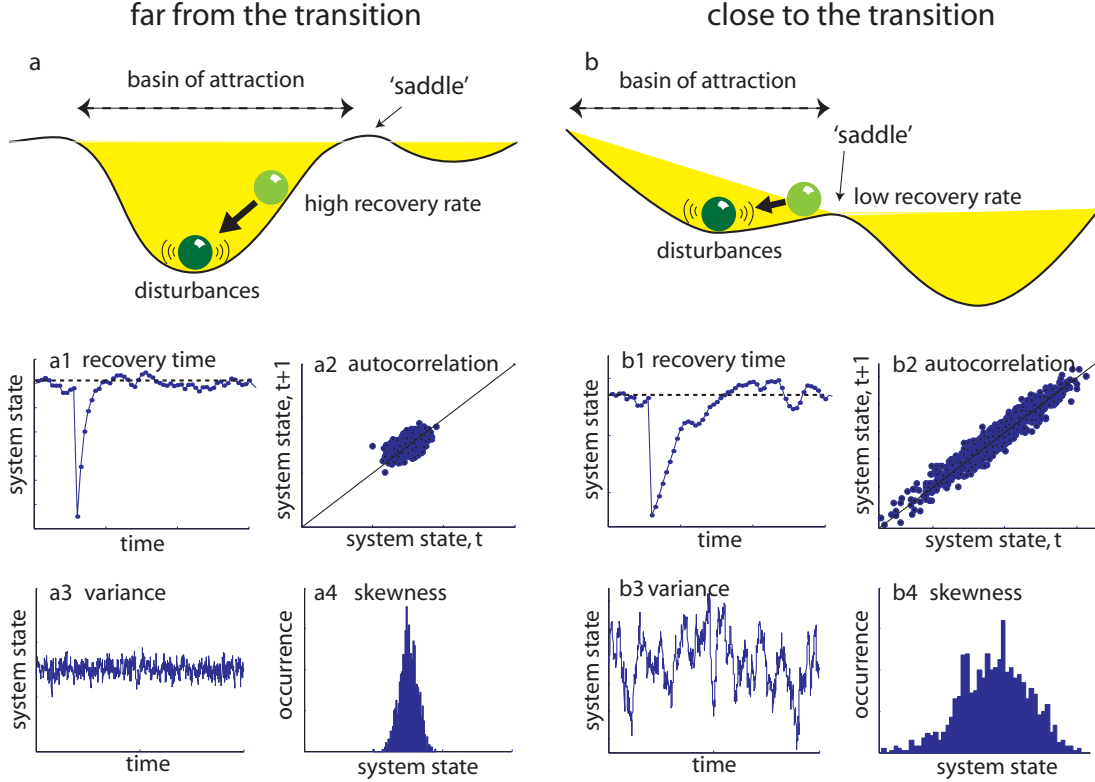 far from the transition
close to the transition
a
basin of attraction
'saddle'
high recovery rate
disturbances
b
basin of attraction
'saddle'
low recovery rate
disturbances
a1 recovery time
system state
time
a2 autocorrelation
system state, t+1
system state, t
b1 recovery time
system state
time
b2 autocorrelation
system state, t+1
system state, t
a3 variance
system state
time
a4 skewness
occurrence
system state
b3 variance
system state
time
b4 skewness
occurrence
system state